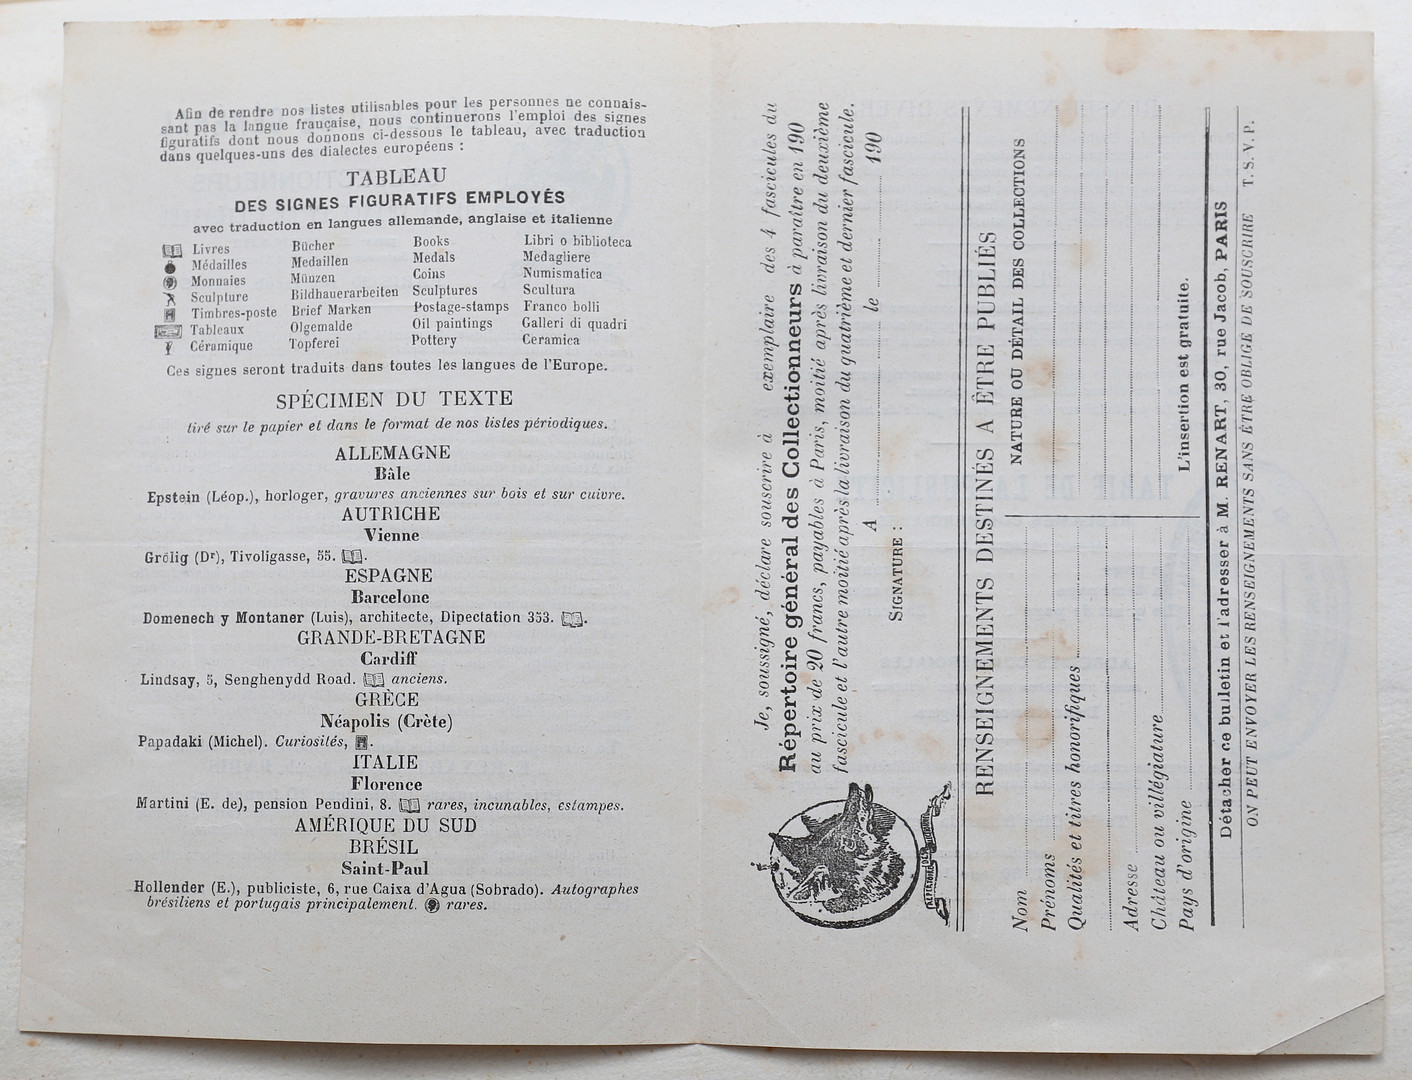 Afin de rendre nos listes utilisables pour les personnes ne connais-
sant pas la langue française, nous continuerons l'emploi des signes
figuratifs dont nous donnons ci-dessous le tableau, avec traduction
dans quelques-uns des dialectes européens :
TABLEAU
DES SIGNES FIGURATIFS EMPLOYÉS
avec traduction en langues allemande, anglaise et italienne
Livres Bücher Books Libri o biblioteca
Médailles Medaillen Medals Medagliere
Monnaies Münzen Coins Numismatica
Sculpture Bildhauerarbeiten Sculptures Scultura
Timbres-poste Brief Marken Postage-stamps Franco bolli
Tableaux Olgemalde Oil paintings Galleri di quadri
Céramique Topferei Pottery Ceramica
Ces signes seront traduits dans toutes les langues de l'Europe.
SPÉCIMEN DU TEXTE
tiré sur le papier et dans le format de nos listes périodiques.
ALLEMAGNE
Bâle
Epstein (Léop.), horloger, gravures anciennes sur bois et sur cuivre.
AUTRICHE
Vienne
Grölig (Dr), Tivoligasse, 55.
ESPAGNE
Barcelone
Domenech y Montaner (Luis), architecte, Dipectation 353.
GRANDE-BRETAGNE
Cardiff
Lindsay, 5, Senghenydd Road. anciens.
GRÈCE
Néapolis (Crète)
Papadaki (Michel). Curiosités,
ITALIE
Florence
Martini (E. de), pension Pendini, 8. rares, incunables, estampes.
AMÉRIQUE DU SUD
BRÉSIL
Saint-Paul
Hollender (E.), publiciste, 6, rue Caixa d'Agua (Sobrado). Autographes
brésiliens et portugais principalement. rares.
Je, soussigné, déclare souscrire à exemplaire des 4 fascicules du
Répertoire général des Collectionneurs à paraître en 190
au prix de 20 francs, payables à Paris, moitié après livraison du deuxième
fascicule et l'autre moitié après la livraison du quatrième et dernier fascicule.
A le 190
SIGNATURE :
RÉPERTOIRE DES
RENSEIGNEMENTS DESTINÉS A ÊTRE PUBLIÉS
Nom
Prénoms
Qualités et titres honorifiques
Adresse
Château ou villégiature
Pays d'origine
NATURE OU DÉTAIL DES COLLECTIONS
L'insertion est gratuite.
Détacher ce bulletin et l'adresser à M. RENART, 30, rue Jacob, PARIS
ON PEUT ENVOYER LES RENSEIGNEMENTS SANS ÊTRE OBLIGE DE SOUSCRIRE T. S. V. P.